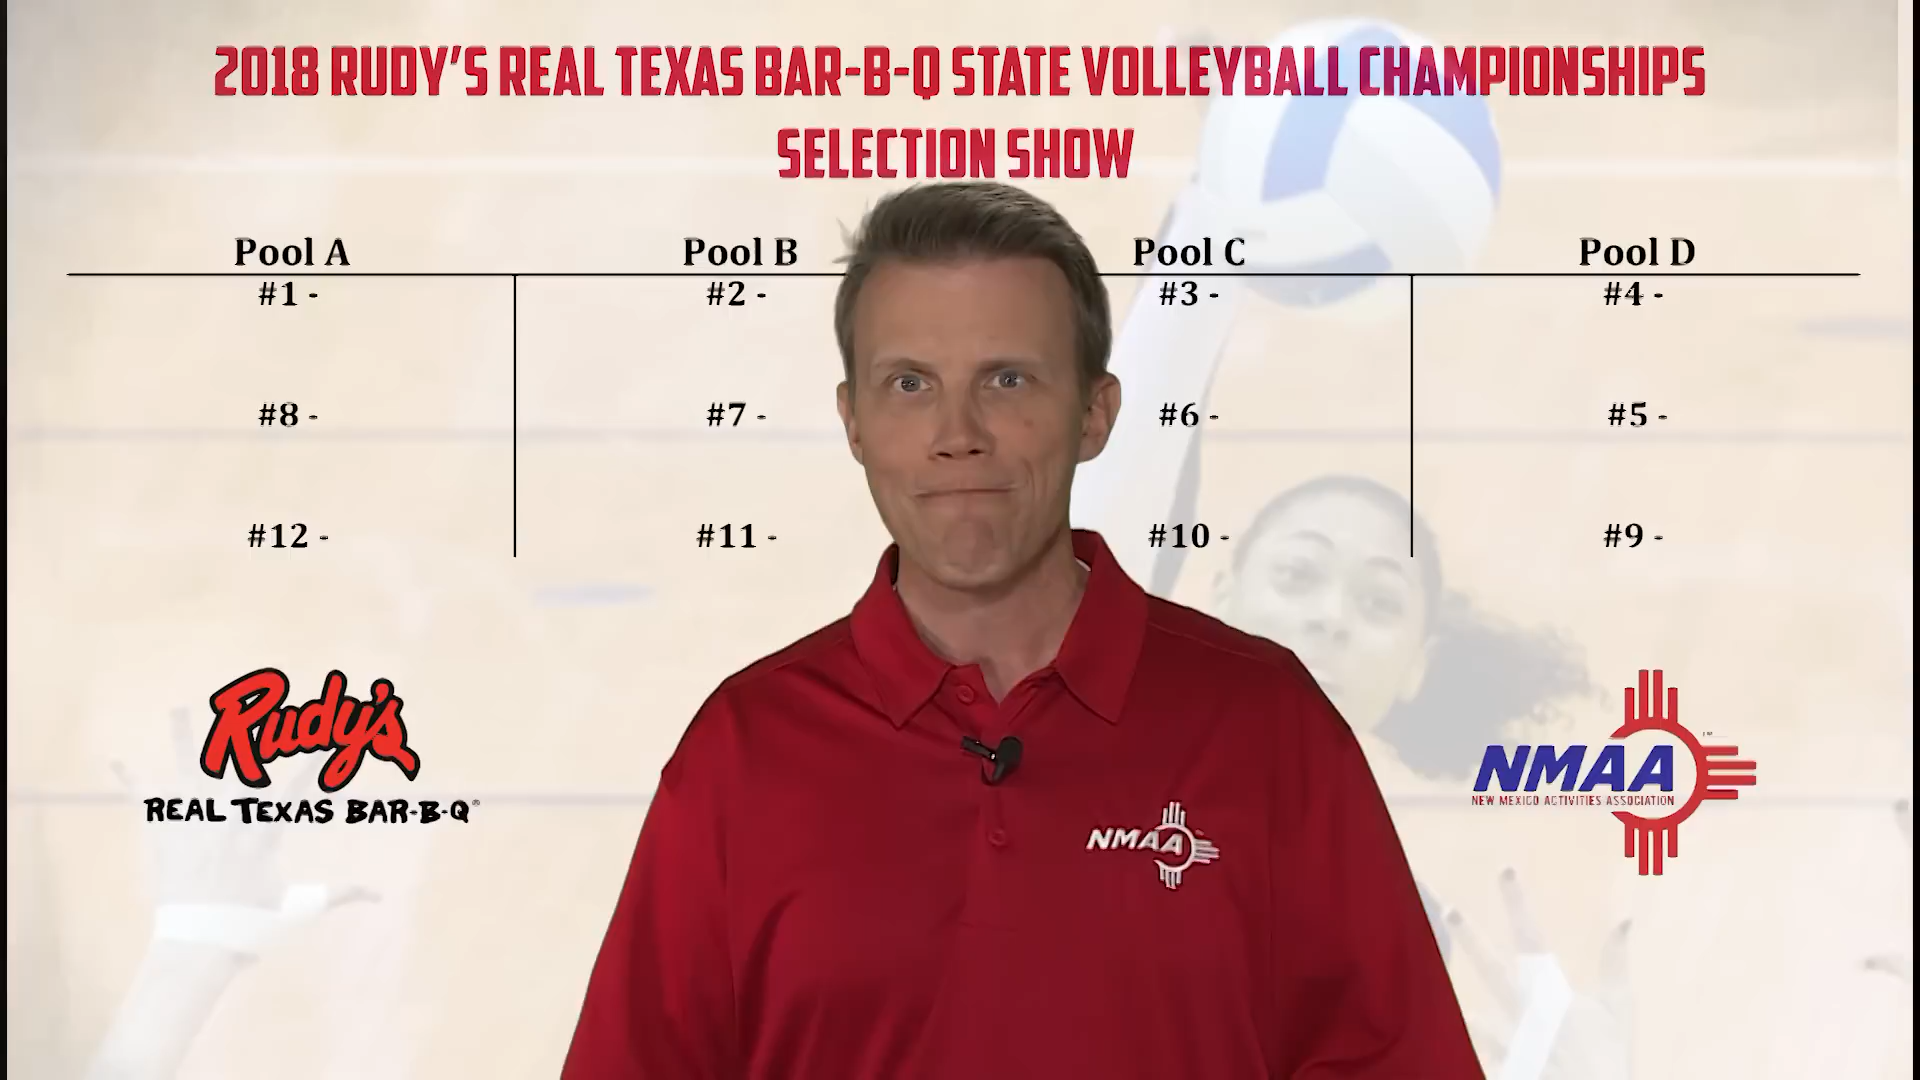 2018 RUDY'S REAL TEXAS BAR-B-Q STATE VOLLEYBALL CHAMPIONSHIPS
SELECTION SHOW
Pool A Pool B Pool C Pool D
#1 - #2 - #3 - #4 -
#8 - #7 - #6 - #5 -
#12 - #11 - #10 - #9 -
Rudy's
REAL TEXAS BAR-B-Q®
NMAA
NEW MEXICO ACTIVITIES ASSOCIATION
NMAA